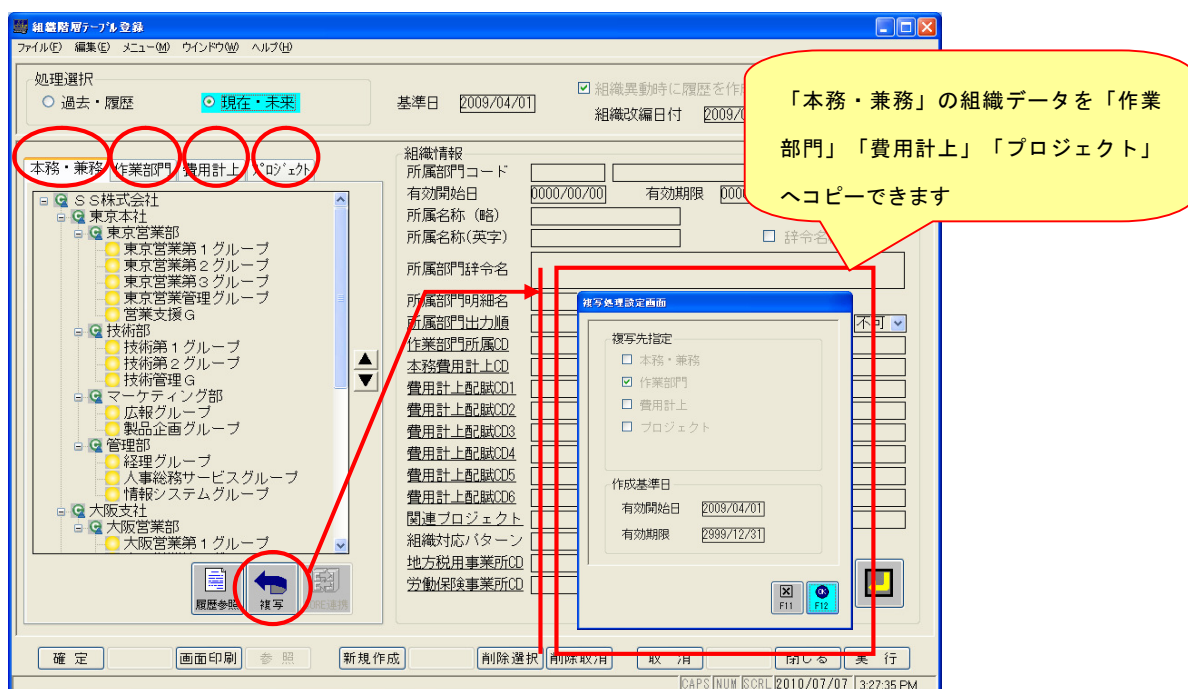 組織階層テーブル登録
ファイル(F) 編集(E) メニュー(M) ウインドウ(W) ヘルプ(H)
処理選択
過去・履歴
現在・未来
基準日 2009/04/01
組織異動時に履歴を作
組織改編日付 2009/0
「本務・兼務」の組織データを「作業
部門」「費用計上」「プロジェクト」
へコピーできます
本務・兼務 作業部門 費用計上 プロジェクト
SS株式会社
東京本社
東京営業部
東京営業第1グループ
東京営業第2グループ
東京営業第3グループ
東京営業管理グループ
営業支援G
技術部
技術第1グループ
技術第2グループ
技術管理G
マーケティング部
広報グループ
製品企画グループ
管理部
経理グループ
人事総務サービスグループ
情報システムグループ
大阪支社
大阪営業部
大阪営業第1グループ
履歴参照
複写
組織情報
所属部門コード
有効開始日 0000/00/00 有効期限 000
所属名称(略)
所属名称(英字)
辞令名
所属部門辞令名
所属部門明細名
所属部門出力順
不可
作業部門所属CD
本務費用計上CD
費用計上配賦CD1
費用計上配賦CD2
費用計上配賦CD3
費用計上配賦CD4
費用計上配賦CD5
費用計上配賦CD6
関連プロジェクト
組織対応パターン
地方税用事業所CD
労働保険事業所CD
複写処理設定画面
複写先指定
本務・兼務
作業部門
費用計上
プロジェクト
作成基準日
有効開始日 2009/04/01
有効期限 2999/12/31
F11 OK F12
確 定 画面印刷 参 照 新規作成 削除選択 削除取消 取 消 閉じる 実 行
CAPS NUM SCRL 2010/07/07 3:27:35 PM